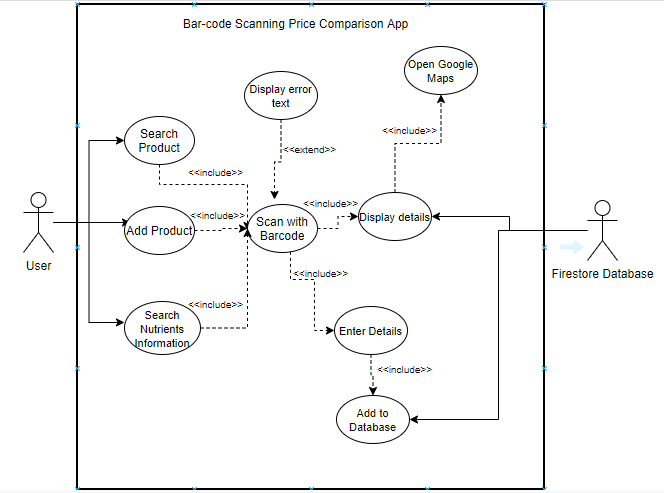 Bar-code Scanning Price Comparison App
Open Google
Maps
Display error
text
<<include>>
Search
Product
<<extend>>
<<include>>
<<include>>
<<include>>
Add Product
Scan with
Barcode
Display details
User
Firestore Database
<<include>>
<<include>>
Search
Nutrients
Information
Enter Details
<<include>>
Add to
Database